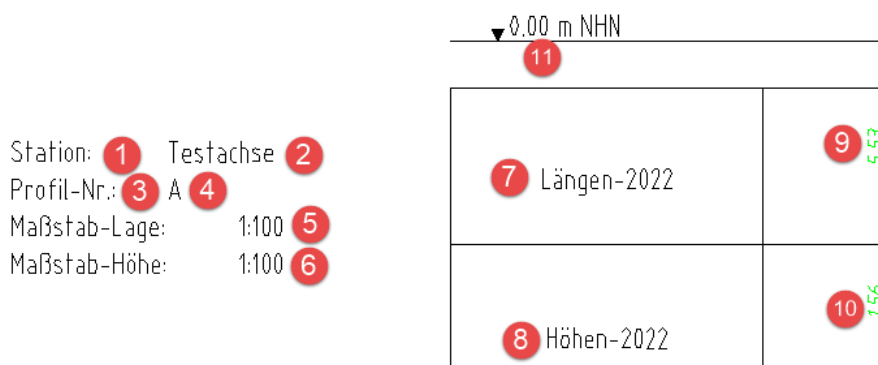 0.00 m NHN
11
Station: 1 Testachse 2
Profil-Nr.: 3 A 4
Maßstab-Lage: 1:100 5
Maßstab-Höhe: 1:100 6
7 Längen-2022
9
8 Höhen-2022
10